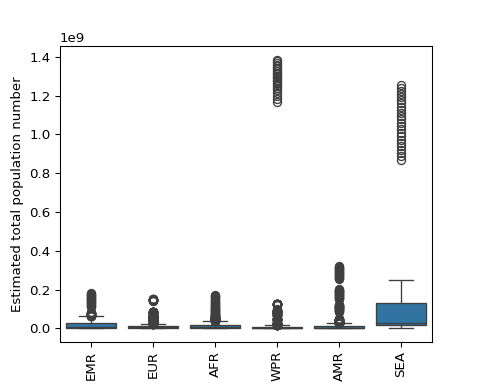 1e9
1.4
1.2
1.0
0.8
0.6
0.4
0.2
0.0
Estimated total population number
EMR
EUR
AFR
WPR
AMR
SEA